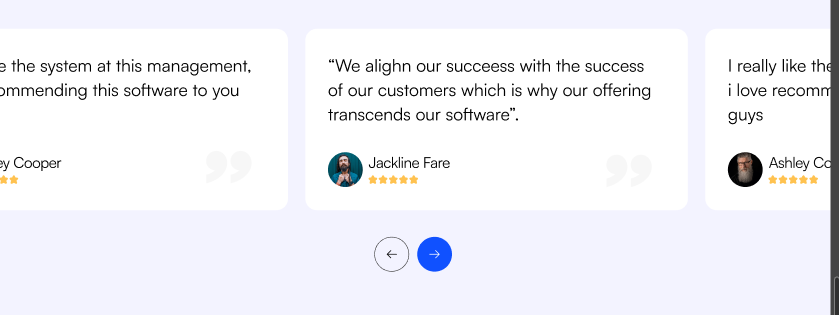 e the system at this management,
ommending this software to you
ey Cooper
“We alighn our succeess with the success
of our customers which is why our offering
transcends our software”.
Jackline Fare
I really like the
i love recomm
guys
Ashley Co